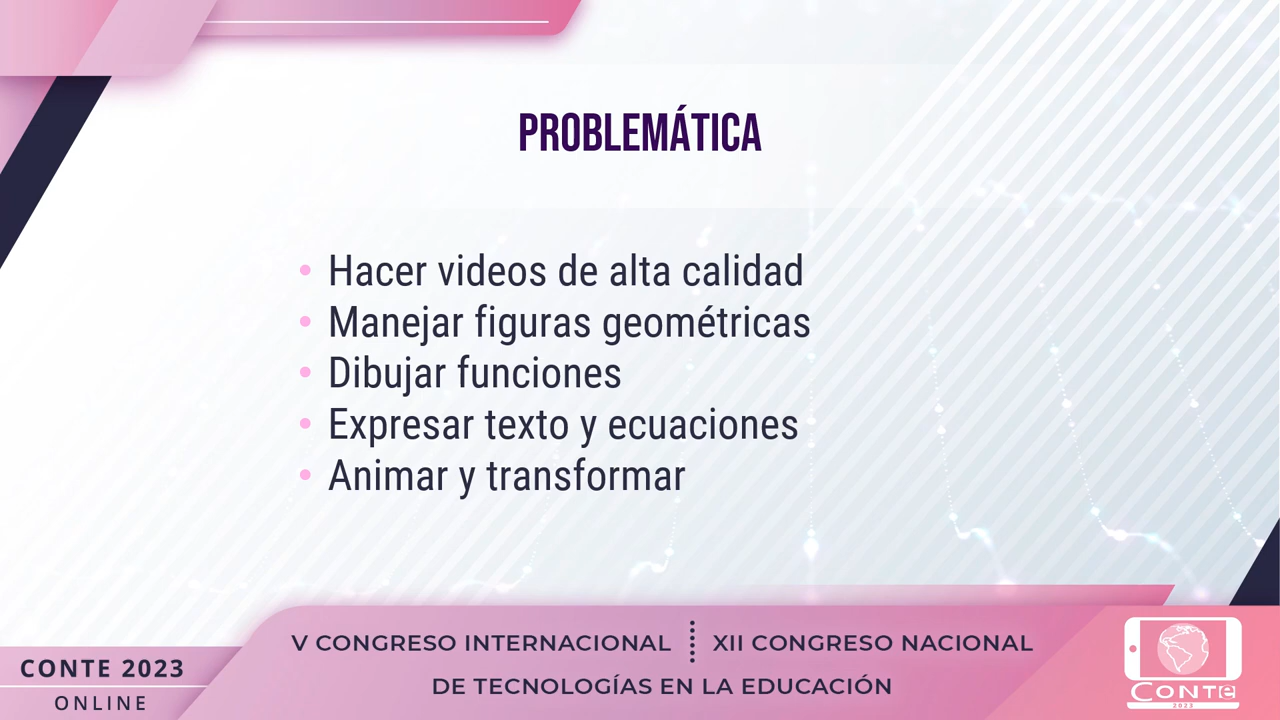 PROBLEMÁTICA
• Hacer videos de alta calidad
• Manejar figuras geométricas
• Dibujar funciones
• Expresar texto y ecuaciones
• Animar y transformar
V CONGRESO INTERNACIONAL XII CONGRESO NACIONAL
DE TECNOLOGÍAS EN LA EDUCACIÓN
CONTE 2023
ONLINE
CONTE
2023